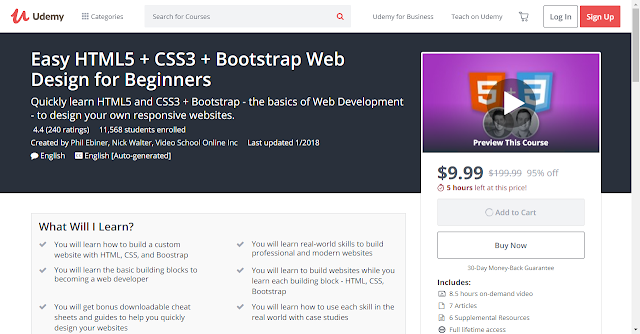 Udemy
Categories
Search for Courses
Udemy for Business
Teach on Udemy
Log In
Sign Up
Easy HTML5 + CSS3 + Bootstrap Web
Design for Beginners
Quickly learn HTML5 and CSS3 + Bootstrap - the basics of Web Development
- to design your own responsive websites.
4.4 (240 ratings) 11,568 students enrolled
Created by Phil Ebiner, Nick Walter, Video School Online Inc Last updated 1/2018
English English [Auto-generated]
5 3
Preview This Course
$9.99 $199.99 95% off
5 hours left at this price!
Add to Cart
Buy Now
30-Day Money-Back Guarantee
Includes:
8.5 hours on-demand video
7 Articles
6 Supplemental Resources
Full lifetime access
What Will I Learn?
You will learn how to build a custom
website with HTML, CSS, and Boostrap
You will learn the basic building blocks to
becoming a web developer
You will get bonus downloadable cheat
sheets and guides to help you quickly
design your websites
You will learn real-world skills to build
professional and modern websites
You will learn to build websites while you
learn each building block - HTML, CSS,
Bootstrap
You will learn how to use each skill in the
real world with case studies